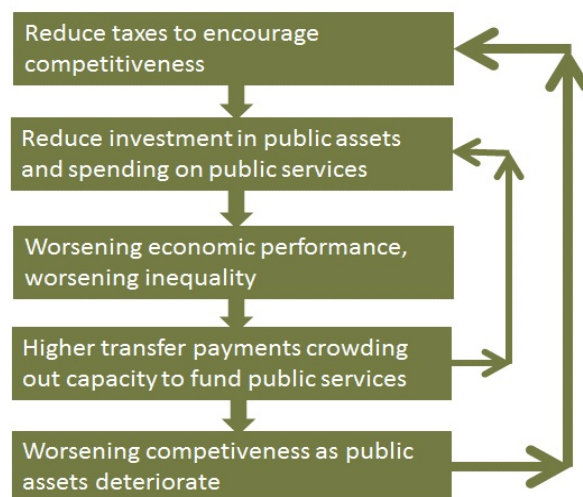 Reduce taxes to encourage
competitiveness
Reduce investment in public assets
and spending on public services
Worsening economic performance,
worsening inequality
Higher transfer payments crowding
out capacity to fund public services
Worsening competiveness as public
assets deteriorate